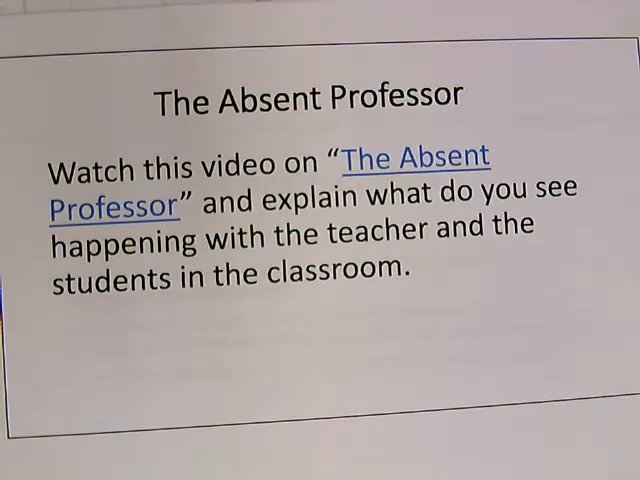 The Absent Professor
Watch this video on “The Absent
Professor” and explain what do you see
happening with the teacher and the
students in the classroom.